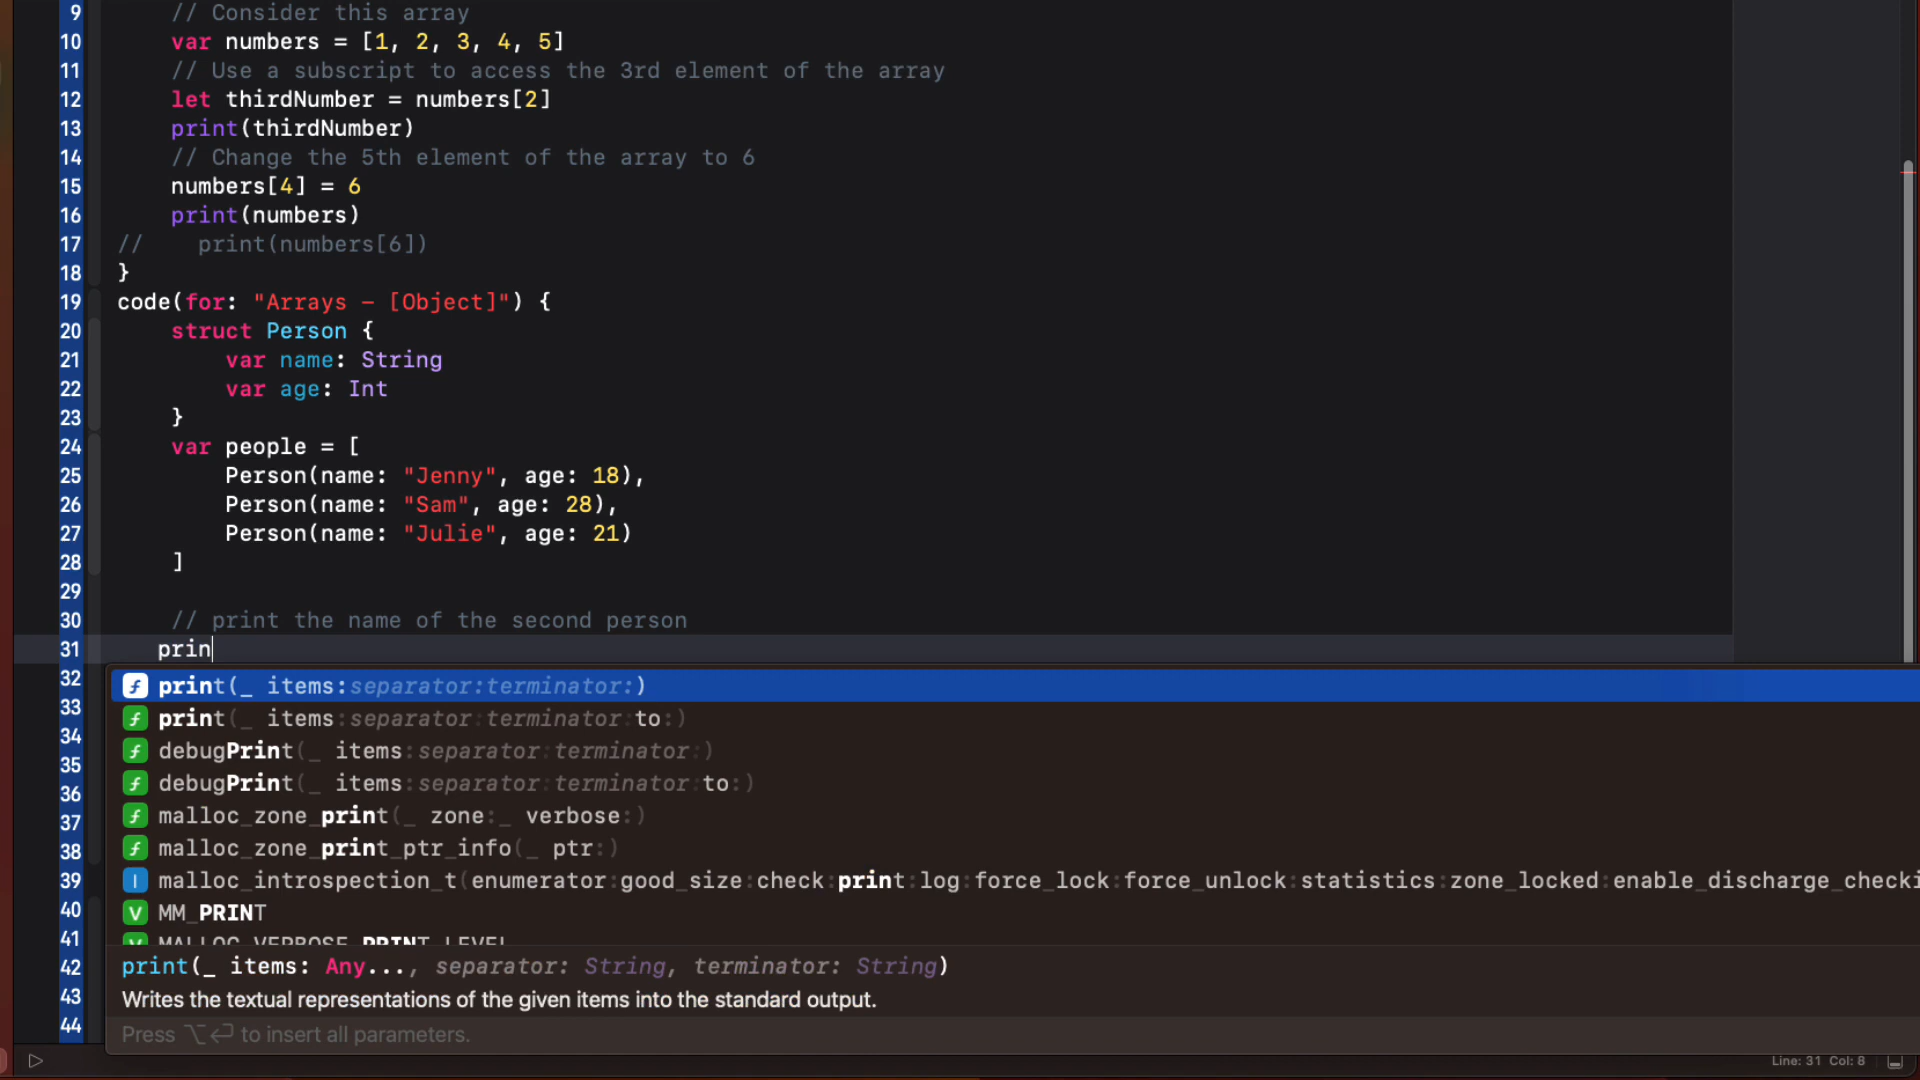 9 // Consider this array
10 var numbers = [1, 2, 3, 4, 5]
11 // Use a subscript to access the 3rd element of the array
12 let thirdNumber = numbers[2]
13 print(thirdNumber)
14 // Change the 5th element of the array to 6
15 numbers[4] = 6
16 print(numbers)
17 // print(numbers[6])
18 }
19 code(for: "Arrays – [Object]") {
20 struct Person {
21 var name: String
22 var age: Int
23 }
24 var people = [
25 Person(name: "Jenny", age: 18),
26 Person(name: "Sam", age: 28),
27 Person(name: "Julie", age: 21)
28 ]
29
30 // print the name of the second person
31 prin
32 print(_ items:separator:terminator:)
33 print(_ items:separator:terminator:to:)
34 debugPrint(_ items:separator:terminator:)
35 debugPrint(_ items:separator:terminator:to:)
36 malloc_zone_print(_ zone:_ verbose:)
37
38 malloc_zone_print_ptr_info(_ ptr:)
39 malloc_introspection_t(enumerator:good_size:check:print:log:force_lock:force_unlock:statistics:zone_locked:enable_discharge_checki
40 MM_PRINT
41 MALLOC_VERBOSE_PRINT_LEVEL
42 print(_ items: Any..., separator: String, terminator: String)
43 Writes the textual representations of the given items into the standard output.
44 Press ⌥↩ to insert all parameters.
Line: 31 Col: 8